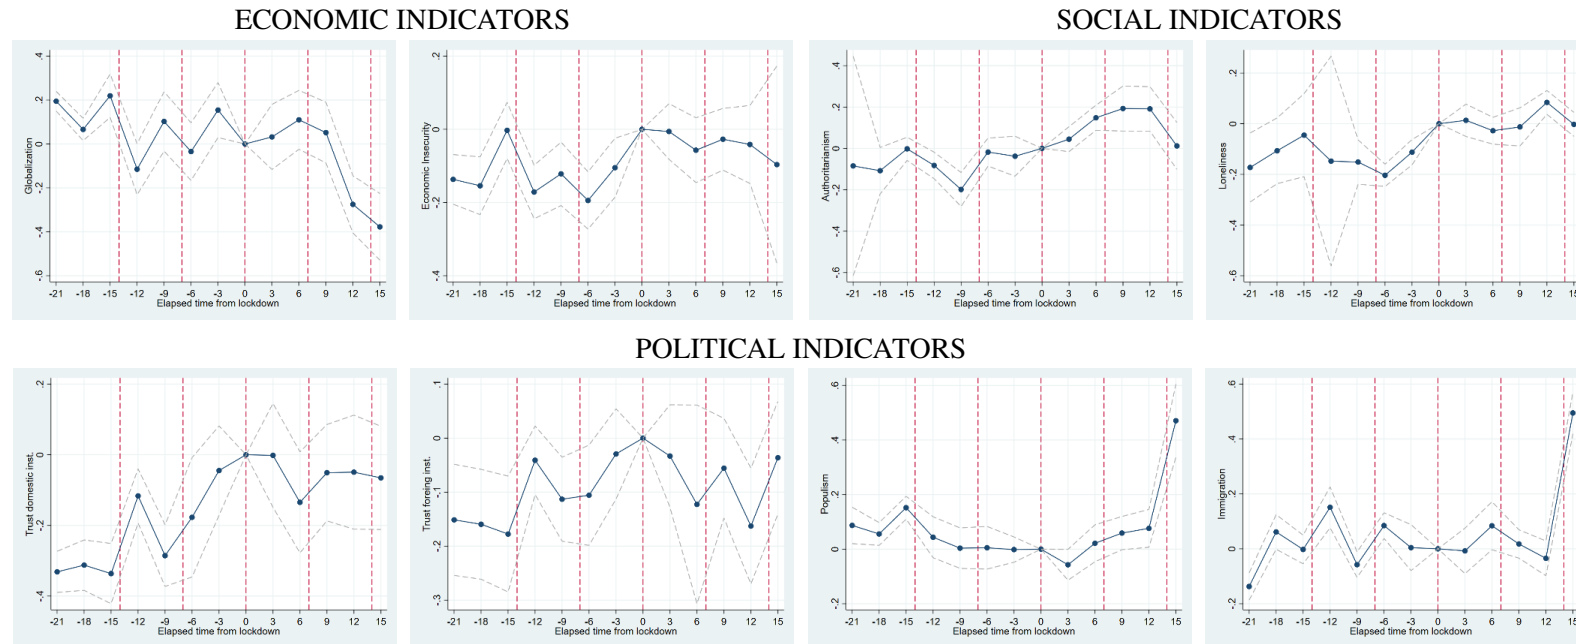 ECONOMIC INDICATORS
SOCIAL INDICATORS
Globalization
.4
.2
0
-.2
-.4
-.6
-21 -18 -15 -12 -9 -6 -3 0 3 6 9 12 15
Elapsed time from lockdown
Economic Insecurity
.2
0
-.2
-.4
-21 -18 -15 -12 -9 -6 -3 0 3 6 9 12 15
Elapsed time from lockdown
Authoritarianism
.4
.2
0
-.2
-.4
-.6
-21 -18 -15 -12 -9 -6 -3 0 3 6 9 12 15
Elapsed time from lockdown
Loneliness
.2
0
-.2
-.4
-.6
-21 -18 -15 -12 -9 -6 -3 0 3 6 9 12 15
Elapsed time from lockdown
POLITICAL INDICATORS
Trust domestic inst.
.2
0
-.2
-.4
-21 -18 -15 -12 -9 -6 -3 0 3 6 9 12 15
Elapsed time from lockdown
Trust foreing inst.
.1
0
-.1
-.2
-.3
-21 -18 -15 -12 -9 -6 -3 0 3 6 9 12 15
Elapsed time from lockdown
Populism
.6
.4
.2
0
-.2
-21 -18 -15 -12 -9 -6 -3 0 3 6 9 12 15
Elapsed time from lockdown
Immigration
.6
.4
.2
0
-.2
-21 -18 -15 -12 -9 -6 -3 0 3 6 9 12 15
Elapsed time from lockdown